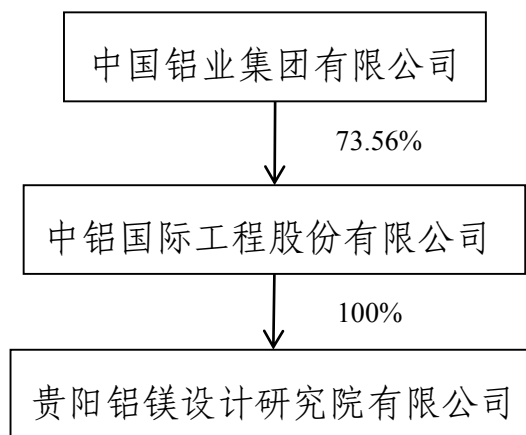 中国铝业集团有限公司
73.56%
中铝国际工程股份有限公司
100%
贵阳铝镁设计研究院有限公司